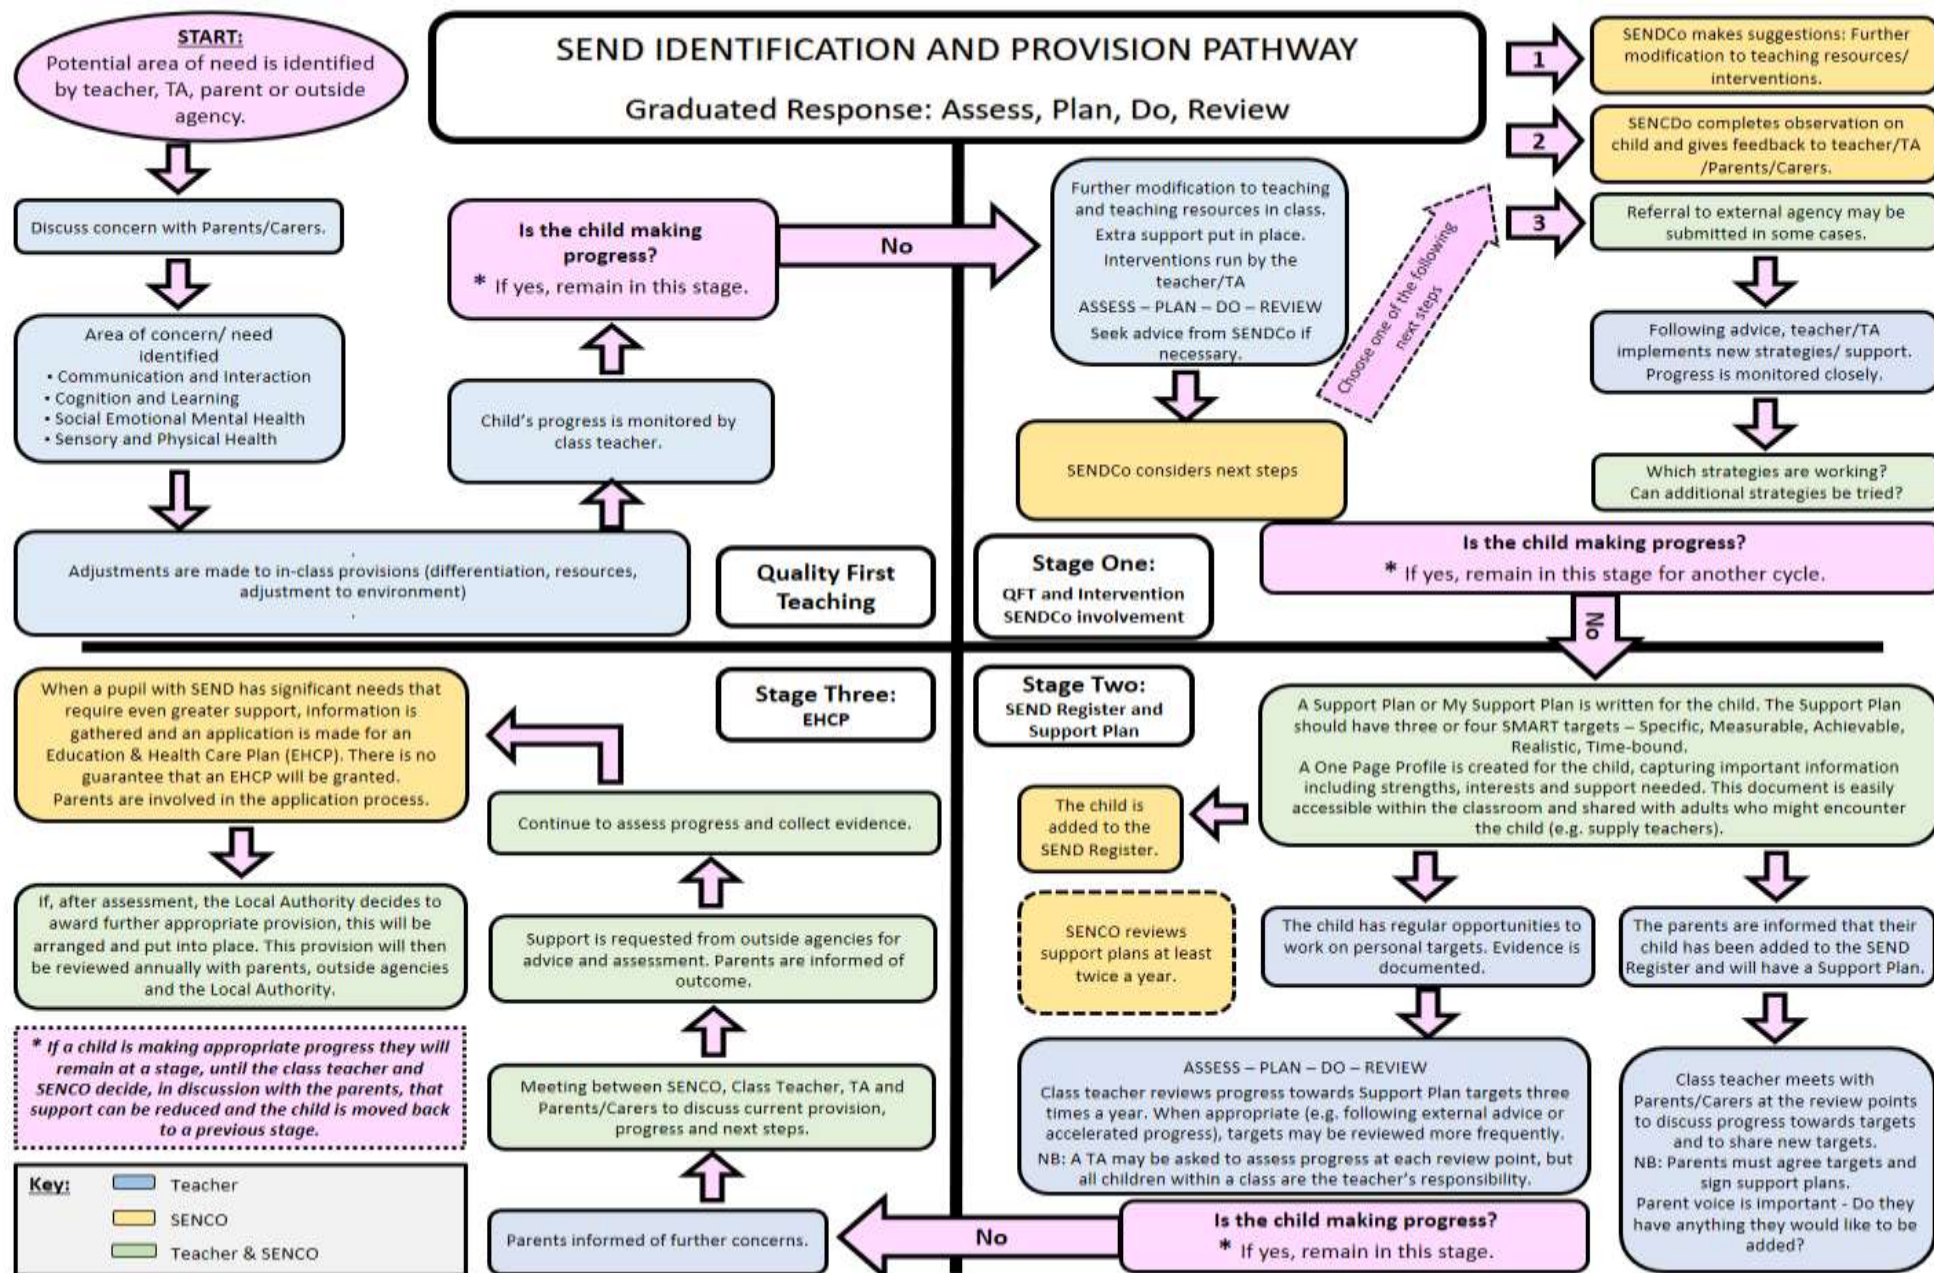 SEND IDENTIFICATION AND PROVISION PATHWAY
Graduated Response: Assess, Plan, Do, Review
START:
Potential area of need is identified
by teacher, TA, parent or outside
agency.
Discuss concern with Parents/Carers.
Area of concern/ need
identified
• Communication and Interaction
• Cognition and Learning
• Social Emotional Mental Health
• Sensory and Physical Health
.
Adjustments are made to in-class provisions (differentiation, resources,
adjustment to environment)
.
Child's progress is monitored by
class teacher.
Is the child making
progress?
* If yes, remain in this stage.
No
Quality First
Teaching
Further modification to teaching
and teaching resources in class.
Extra support put in place.
Interventions run by the
teacher/TA
ASSESS – PLAN – DO – REVIEW
Seek advice from SENDCo if
necessary.
SENDCo considers next steps
Choose one of the following
next steps
1
SENDCo makes suggestions: Further
modification to teaching resources/
interventions.
2
SENCDo completes observation on
child and gives feedback to teacher/TA
/Parents/Carers.
3
Referral to external agency may be
submitted in some cases.
Following advice, teacher/TA
implements new strategies/ support.
Progress is monitored closely.
Which strategies are working?
Can additional strategies be tried?
Stage One:
QFT and Intervention
SENDCo involvement
Is the child making progress?
* If yes, remain in this stage for another cycle.
No
Stage Two:
SEND Register and
Support Plan
A Support Plan or My Support Plan is written for the child. The Support Plan
should have three or four SMART targets – Specific, Measurable, Achievable,
Realistic, Time-bound.
A One Page Profile is created for the child, capturing important information
including strengths, interests and support needed. This document is easily
accessible within the classroom and shared with adults who might encounter
the child (e.g. supply teachers).
The child is
added to the
SEND Register.
SENCO reviews
support plans at least
twice a year.
The child has regular opportunities to
work on personal targets. Evidence is
documented.
The parents are informed that their
child has been added to the SEND
Register and will have a Support Plan.
ASSESS – PLAN – DO – REVIEW
Class teacher reviews progress towards Support Plan targets three
times a year. When appropriate (e.g. following external advice or
accelerated progress), targets may be reviewed more frequently.
NB: A TA may be asked to assess progress at each review point, but
all children within a class are the teacher's responsibility.
Class teacher meets with
Parents/Carers at the review points
to discuss progress towards targets
and to share new targets.
NB: Parents must agree targets and
sign support plans.
Parent voice is important - Do they
have anything they would like to be
added?
Is the child making progress?
* If yes, remain in this stage.
No
Stage Three:
EHCP
Parents informed of further concerns.
Meeting between SENCO, Class Teacher, TA and
Parents/Carers to discuss current provision,
progress and next steps.
Support is requested from outside agencies for
advice and assessment. Parents are informed of
outcome.
Continue to assess progress and collect evidence.
When a pupil with SEND has significant needs that
require even greater support, information is
gathered and an application is made for an
Education & Health Care Plan (EHCP). There is no
guarantee that an EHCP will be granted.
Parents are involved in the application process.
If, after assessment, the Local Authority decides to
award further appropriate provision, this will be
arranged and put into place. This provision will then
be reviewed annually with parents, outside agencies
and the Local Authority.
* If a child is making appropriate progress they will
remain at a stage, until the class teacher and
SENCO decide, in discussion with the parents, that
support can be reduced and the child is moved back
to a previous stage.
Key:
Teacher
SENCO
Teacher & SENCO